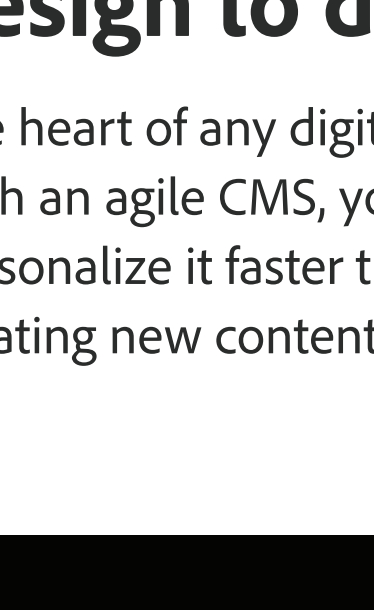 esign to d
e heart of any digit
h an agile CMS, yo
sonalize it faster t
ating new content